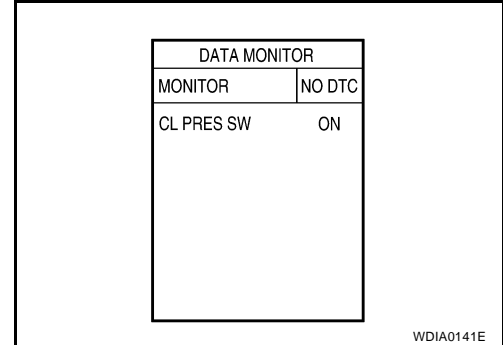 DATA MONITOR
MONITOR NO DTC
CL PRES SW ON
WDIA0141E